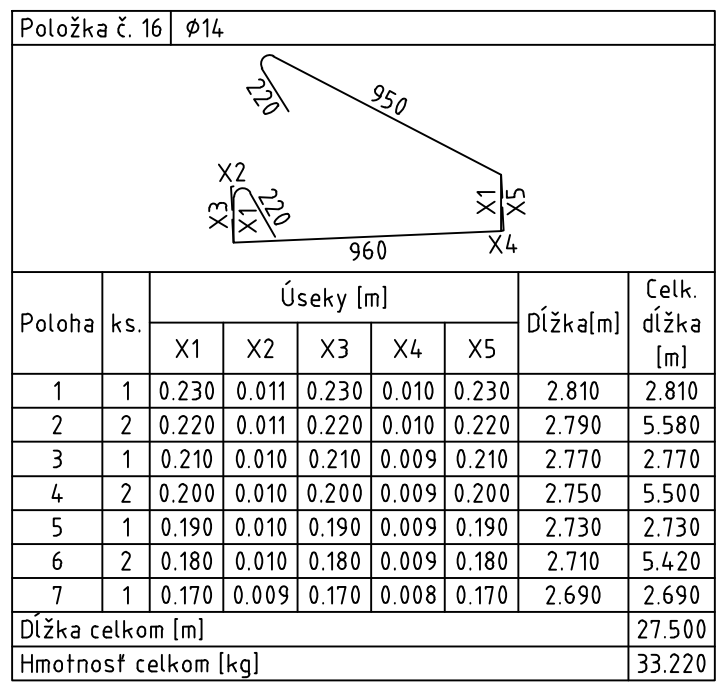 Položka č. 16 Φ14
220
950
X2
X3 X1 220
X1 X5
X4
960
Poloha ks. Úseky [m] Dĺžka[m] Celk. dĺžka [m]
X1 X2 X3 X4 X5
1 1 0.230 0.011 0.230 0.010 0.230 2.810 2.810
2 2 0.220 0.011 0.220 0.010 0.220 2.790 5.580
3 1 0.210 0.010 0.210 0.009 0.210 2.770 2.770
4 2 0.200 0.010 0.200 0.009 0.200 2.750 5.500
5 1 0.190 0.010 0.190 0.009 0.190 2.730 2.730
6 2 0.180 0.010 0.180 0.009 0.180 2.710 5.420
7 1 0.170 0.009 0.170 0.008 0.170 2.690 2.690
Dĺžka celkom [m] 27.500
Hmotnosť celkom [kg] 33.220